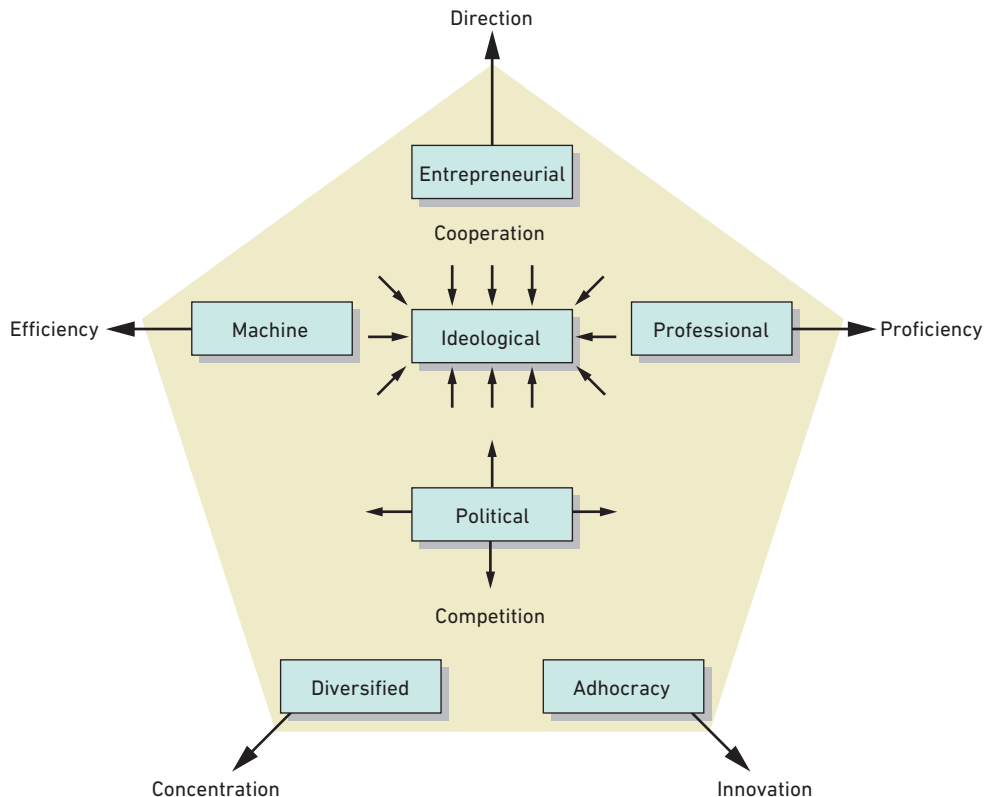 Direction
Entrepreneurial
Cooperation
Efficiency
Machine
Ideological
Professional
Proficiency
Political
Competition
Diversified
Adhocracy
Concentration
Innovation